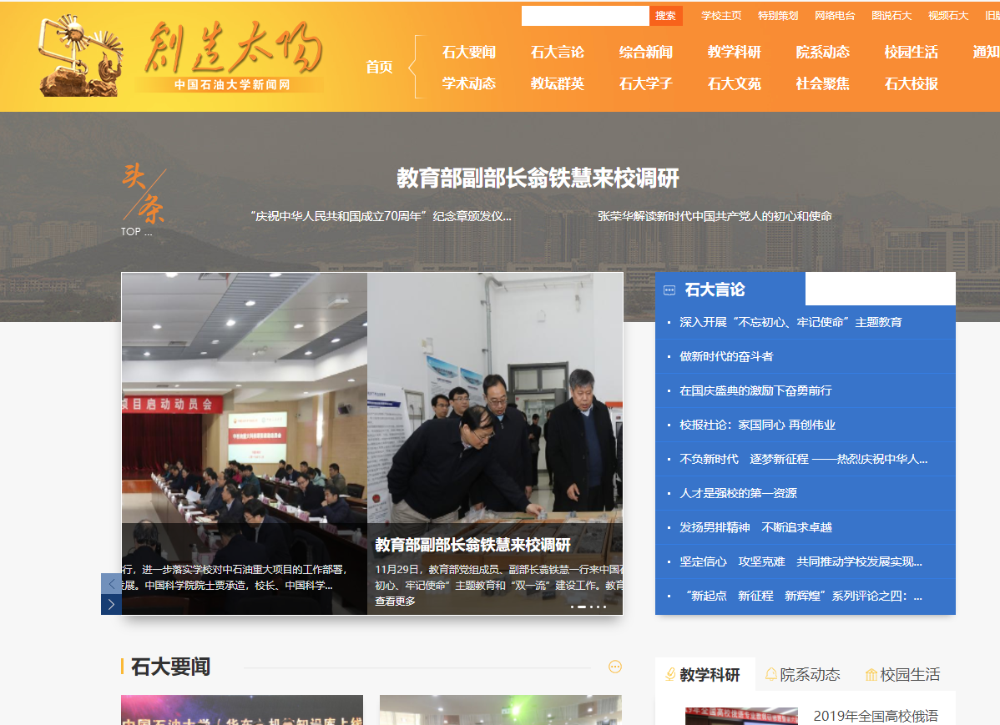 搜索
学校主页 特别策划 网络电台 图说石大 视频石大 旧版
創造太陽
中国石油大学新闻网
首页
石大要闻 石大言论 综合新闻 教学科研 院系动态 校园生活 通知
学术动态 教坛群英 石大学子 石大文苑 社会聚焦 石大校报
头条
TOP ...
教育部副部长翁铁慧来校调研
“庆祝中华人民共和国成立70周年”纪念章颁发仪...
张荣华解读新时代中国共产党人的初心和使命
项目启动动员会
行，进一步落实学校对中石油重大项目的工作部署，
发展。中国科学院院士贾承造，校长、中国科学...
教育部副部长翁铁慧来校调研
11月29日，教育部党组成员、副部长翁铁慧一行来中国石
初心、牢记使命”主题教育和“双一流”建设工作。教育
查看更多
石大言论
深入开展“不忘初心、牢记使命”主题教育
做新时代的奋斗者
在国庆盛典的激励下奋勇前行
校报社论：家国同心 再创伟业
不负新时代 逐梦新征程 ——热烈庆祝中华人...
人才是强校的第一资源
发扬男排精神 不断追求卓越
坚定信心 攻坚克难 共同推动学校发展实现...
“新起点 新征程 新辉煌”系列评论之四：...
石大要闻
教学科研 院系动态 校园生活
中国石油大学（华东）机构知识库上线
2019年全国高校俄语